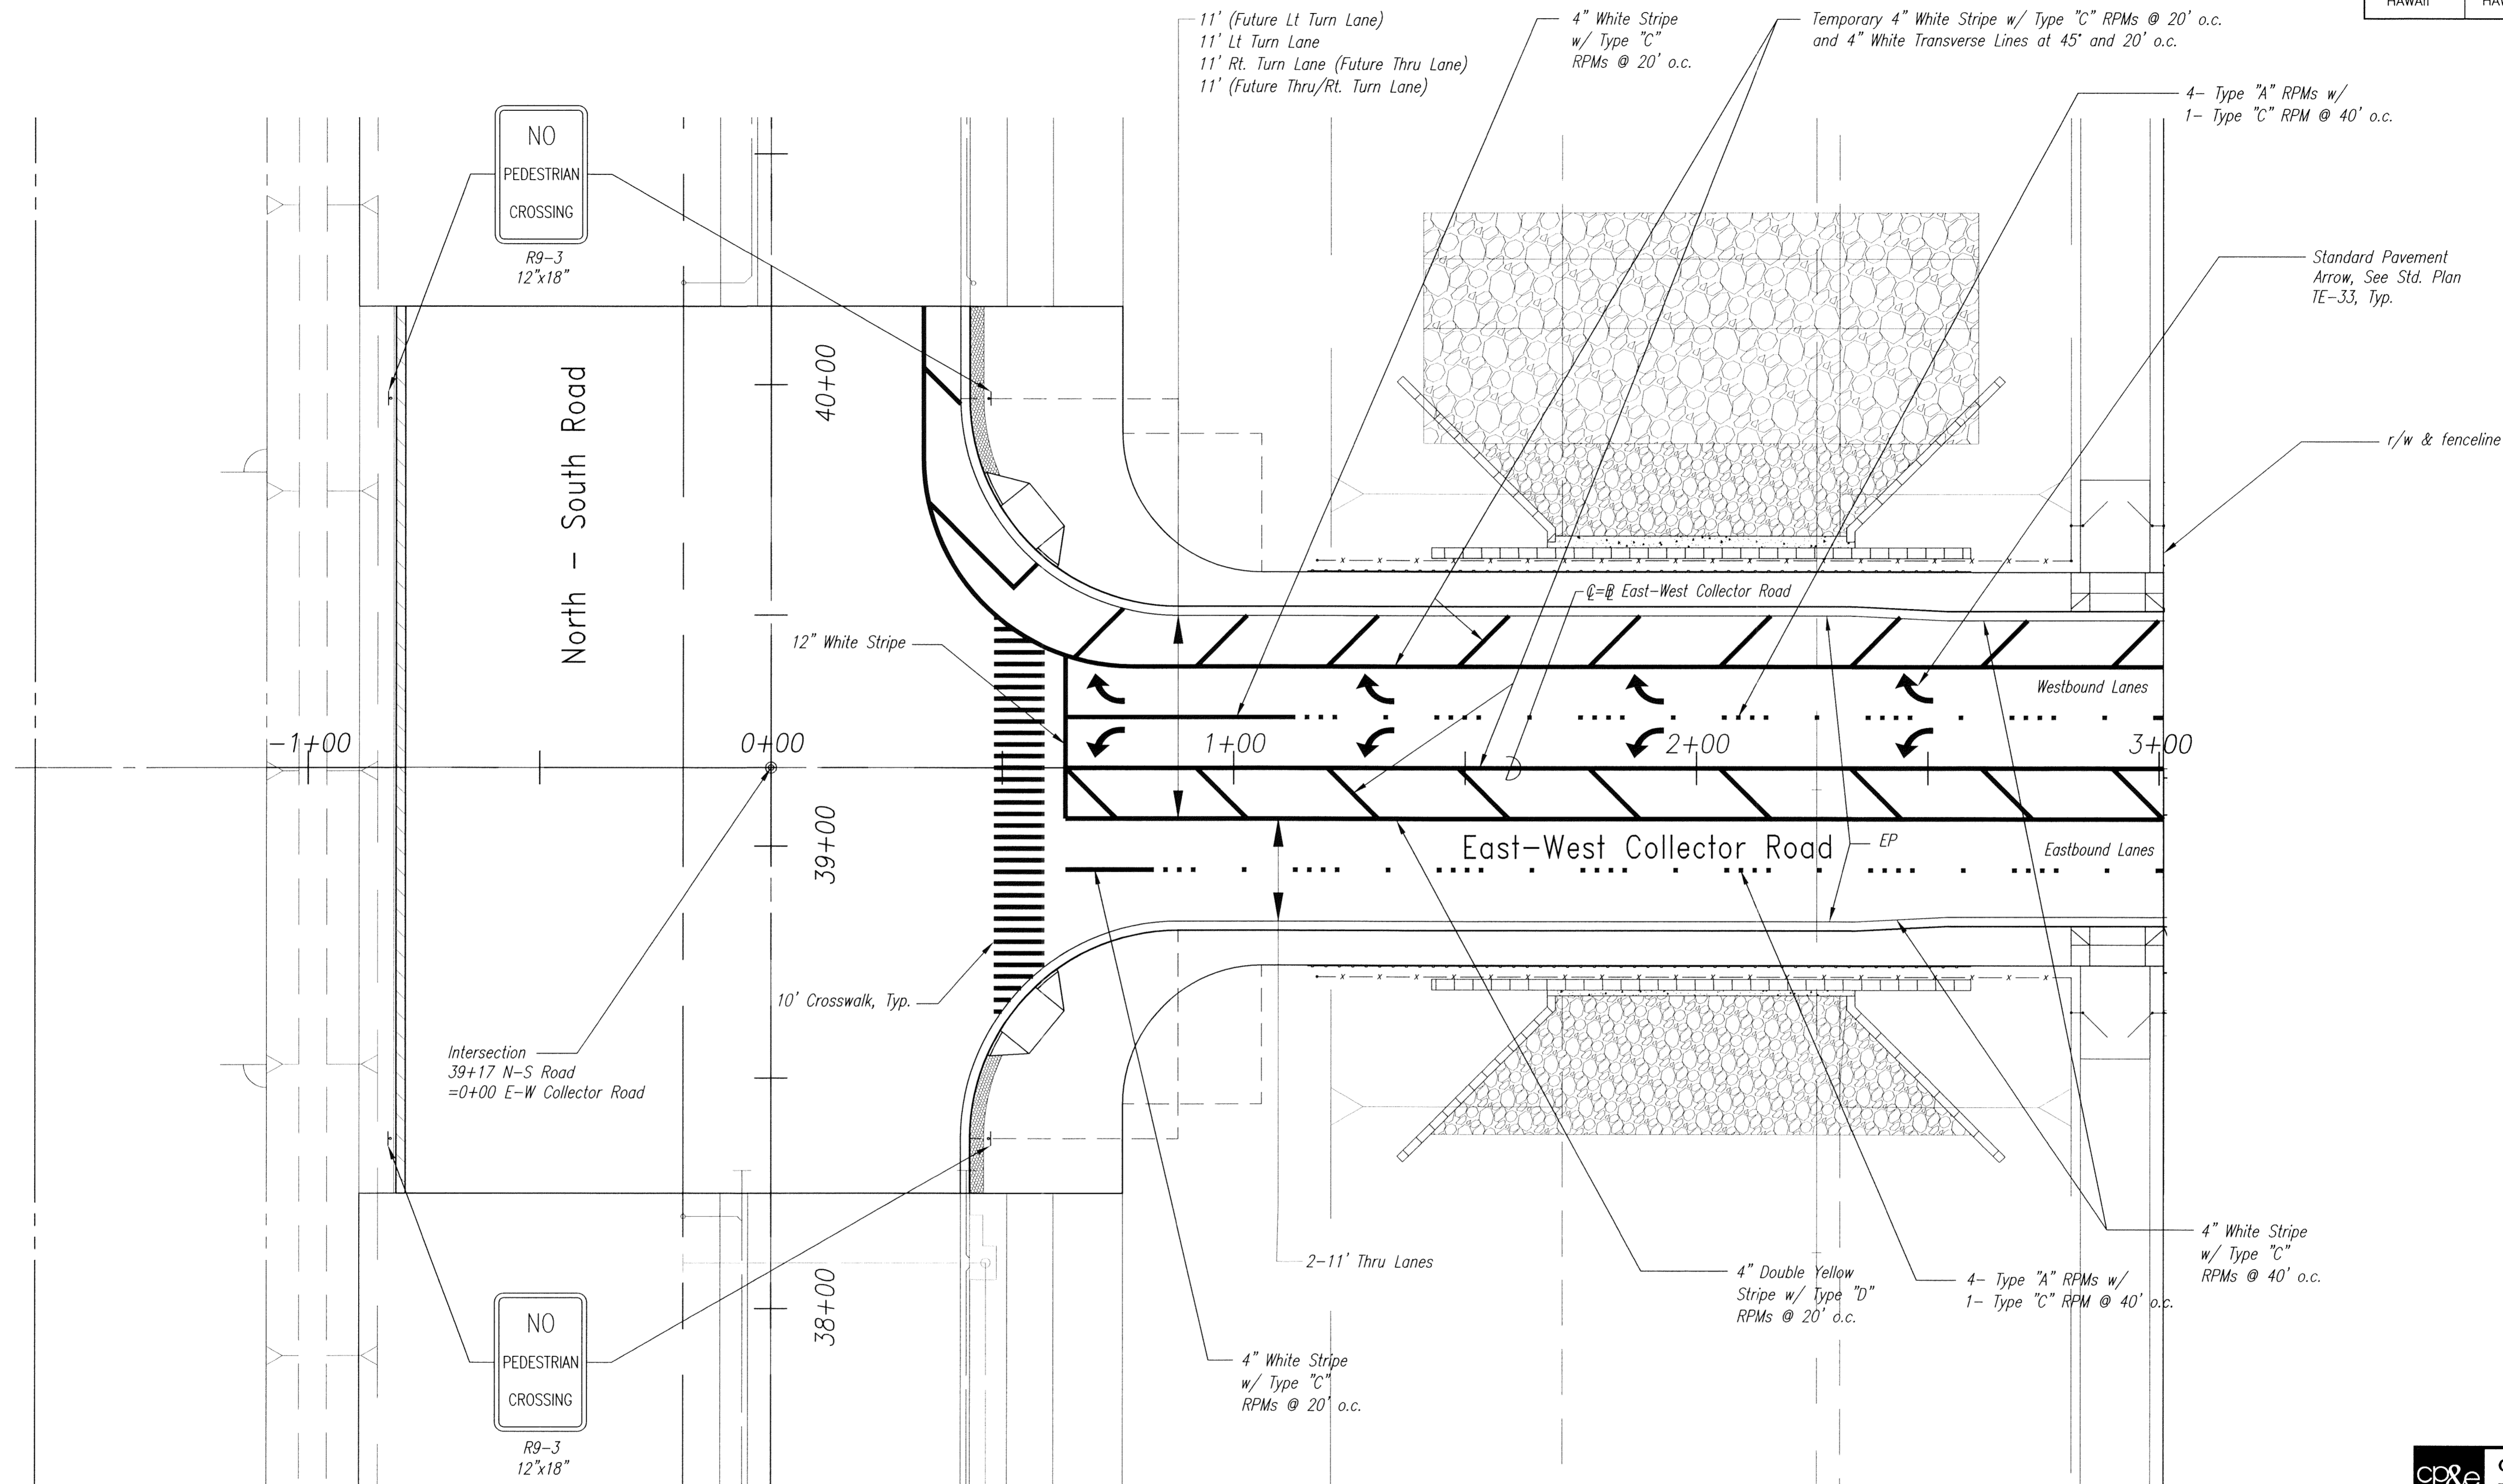 HAWAII
11' (Future Lt Turn Lane)
11' Lt Turn Lane
11' Rt. Turn Lane (Future Thru Lane)
11' (Future Thru/Rt. Turn Lane)
4" White Stripe
w/ Type "C"
RPMs @ 20' o.c.
Temporary 4" White Stripe w/ Type "C" RPMs @ 20' o.c.
and 4" White Transverse Lines at 45° and 20' o.c.
4- Type "A" RPMs w/
1- Type "C" RPM @ 40' o.c.
NO
PEDESTRIAN
CROSSING
R9-3
12"x18"
Standard Pavement
Arrow, See Std. Plan
TE-33, Typ.
r/w & fenceline
North - South Road
40+00
℄=B East-West Collector Road
12" White Stripe
Westbound Lanes
-1+00
0+00
1+00
2+00
3+00
39+00
East-West Collector Road
EP
Eastbound Lanes
10' Crosswalk, Typ.
Intersection
39+17 N-S Road
=0+00 E-W Collector Road
2-11' Thru Lanes
4" White Stripe
w/ Type "C"
RPMs @ 40' o.c.
4" Double Yellow
Stripe w/ Type "D"
RPMs @ 20' o.c.
4- Type "A" RPMs w/
1- Type "C" RPM @ 40' o.c.
38+00
4" White Stripe
w/ Type "C"
RPMs @ 20' o.c.
NO
PEDESTRIAN
CROSSING
R9-3
12"x18"
cp&e